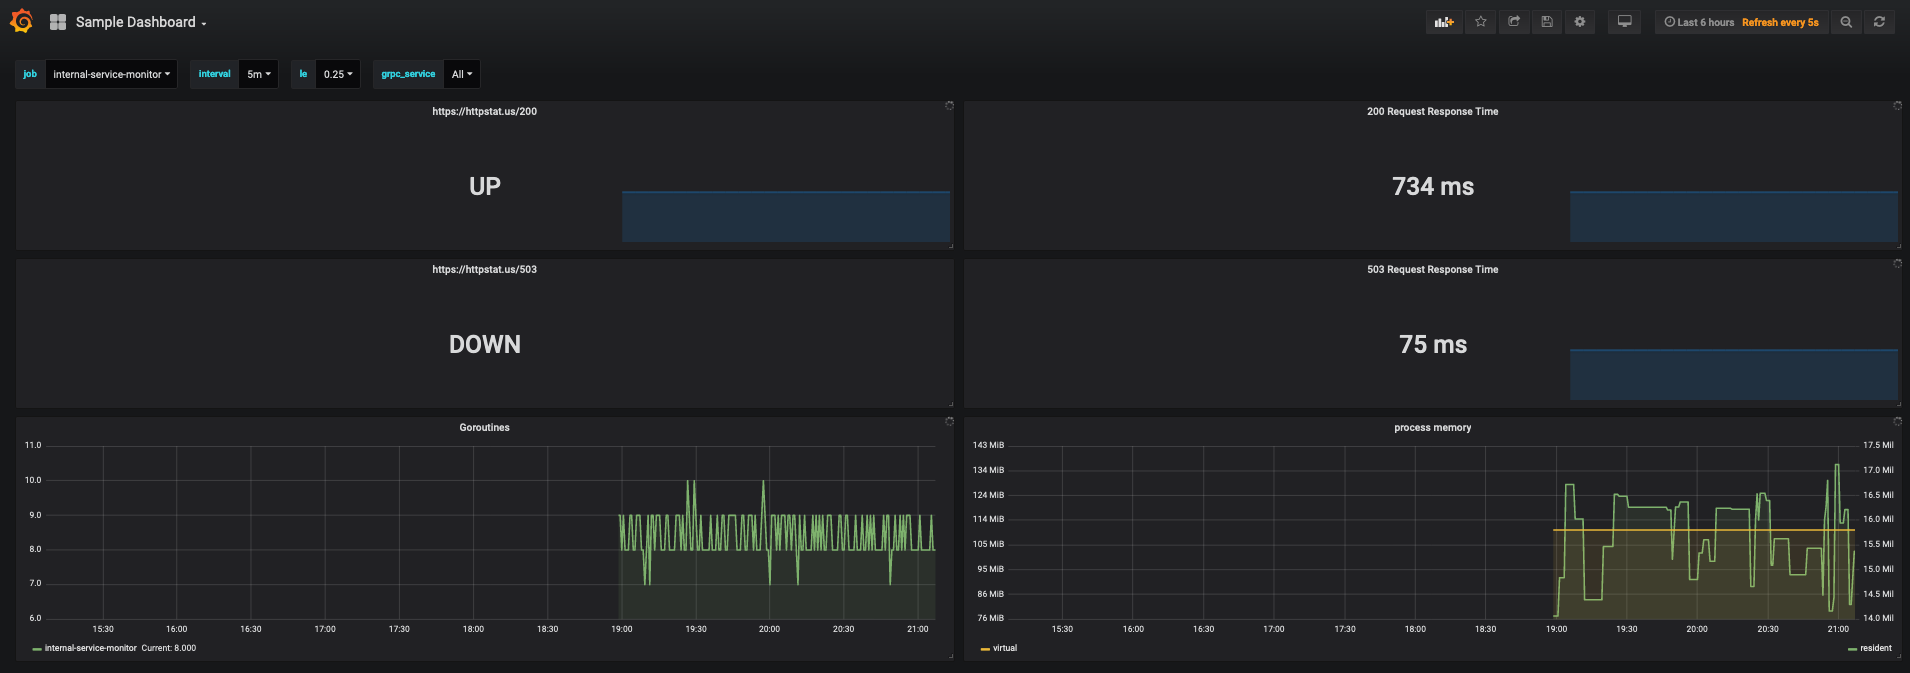 Sample Dashboard
Last 6 hours Refresh every 5s
job internal-service-monitor interval 5m le 0.25 grpc_service All
https://httpstat.us/200
UP
200 Request Response Time
734 ms
https://httpstat.us/503
DOWN
503 Request Response Time
75 ms
Goroutines
11.0
10.0
9.0
8.0
7.0
6.0
15:30 16:00 16:30 17:00 17:30 18:00 18:30 19:00 19:30 20:00 20:30 21:00
internal-service-monitor Current: 8.000
process memory
143 MiB 17.5 Mil
134 MiB 17.0 Mil
124 MiB 16.5 Mil
114 MiB 16.0 Mil
105 MiB 15.5 Mil
95 MiB 15.0 Mil
86 MiB 14.5 Mil
76 MiB 14.0 Mil
15:30 16:00 16:30 17:00 17:30 18:00 18:30 19:00 19:30 20:00 20:30 21:00
virtual resident